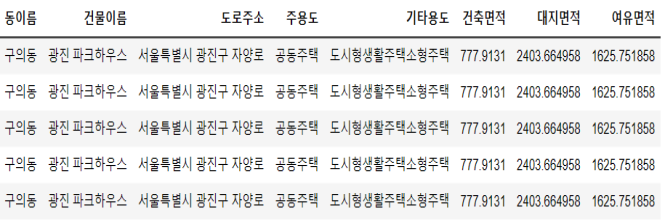 동이름 건물이름 도로주소 주용도 기타용도 건축면적 대지면적 여유면적
구의동 광진 파크하우스 서울특별시 광진구 자양로 공동주택 도시형생활주택소형주택 777.9131 2403.664958 1625.751858
구의동 광진 파크하우스 서울특별시 광진구 자양로 공동주택 도시형생활주택소형주택 777.9131 2403.664958 1625.751858
구의동 광진 파크하우스 서울특별시 광진구 자양로 공동주택 도시형생활주택소형주택 777.9131 2403.664958 1625.751858
구의동 광진 파크하우스 서울특별시 광진구 자양로 공동주택 도시형생활주택소형주택 777.9131 2403.664958 1625.751858
구의동 광진 파크하우스 서울특별시 광진구 자양로 공동주택 도시형생활주택소형주택 777.9131 2403.664958 1625.751858